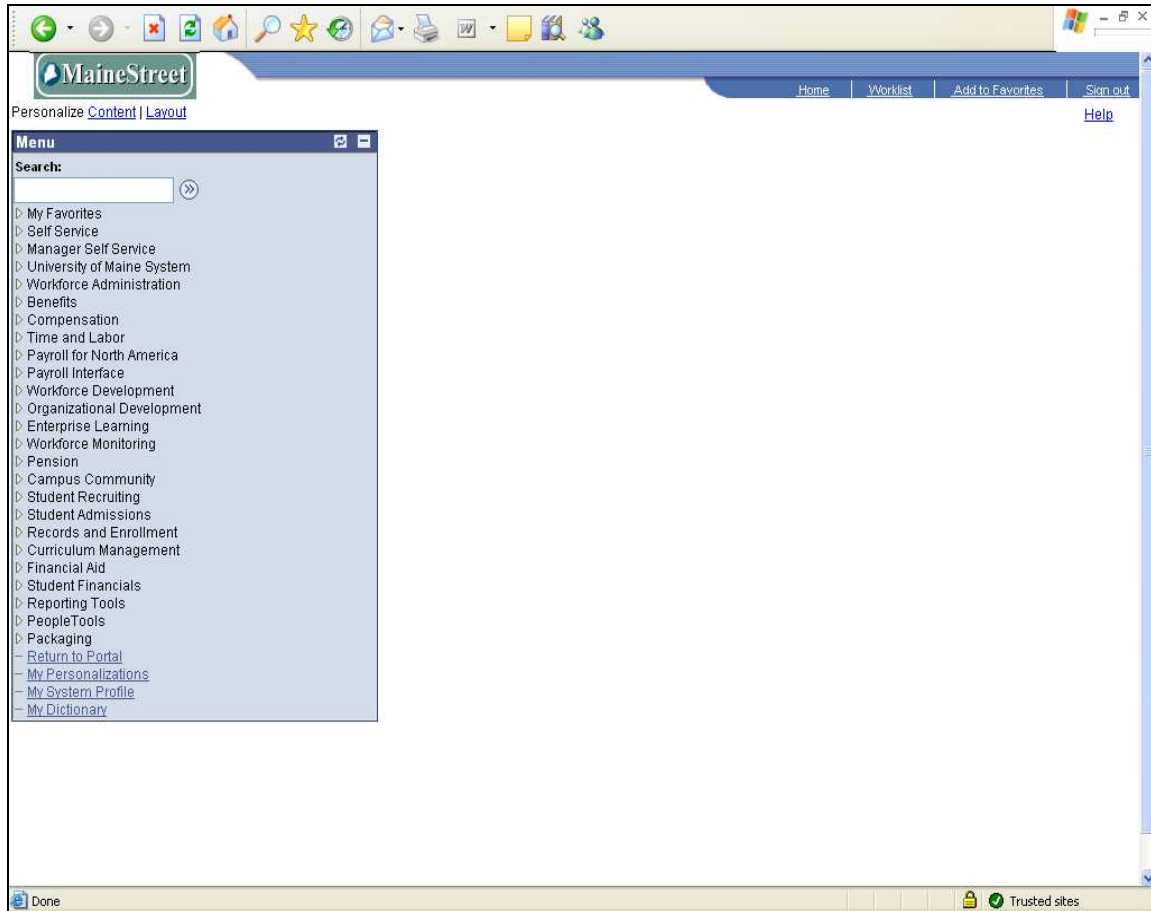 MaineStreet
Home | Worklist | Add to Favorites | Sign out
Personalize Content | Layout
Help
Menu
Search:
My Favorites
Self Service
Manager Self Service
University of Maine System
Workforce Administration
Benefits
Compensation
Time and Labor
Payroll for North America
Payroll Interface
Workforce Development
Organizational Development
Enterprise Learning
Workforce Monitoring
Pension
Campus Community
Student Recruiting
Student Admissions
Records and Enrollment
Curriculum Management
Financial Aid
Student Financials
Reporting Tools
PeopleTools
Packaging
Return to Portal
My Personalizations
My System Profile
My Dictionary
Done
Trusted sites